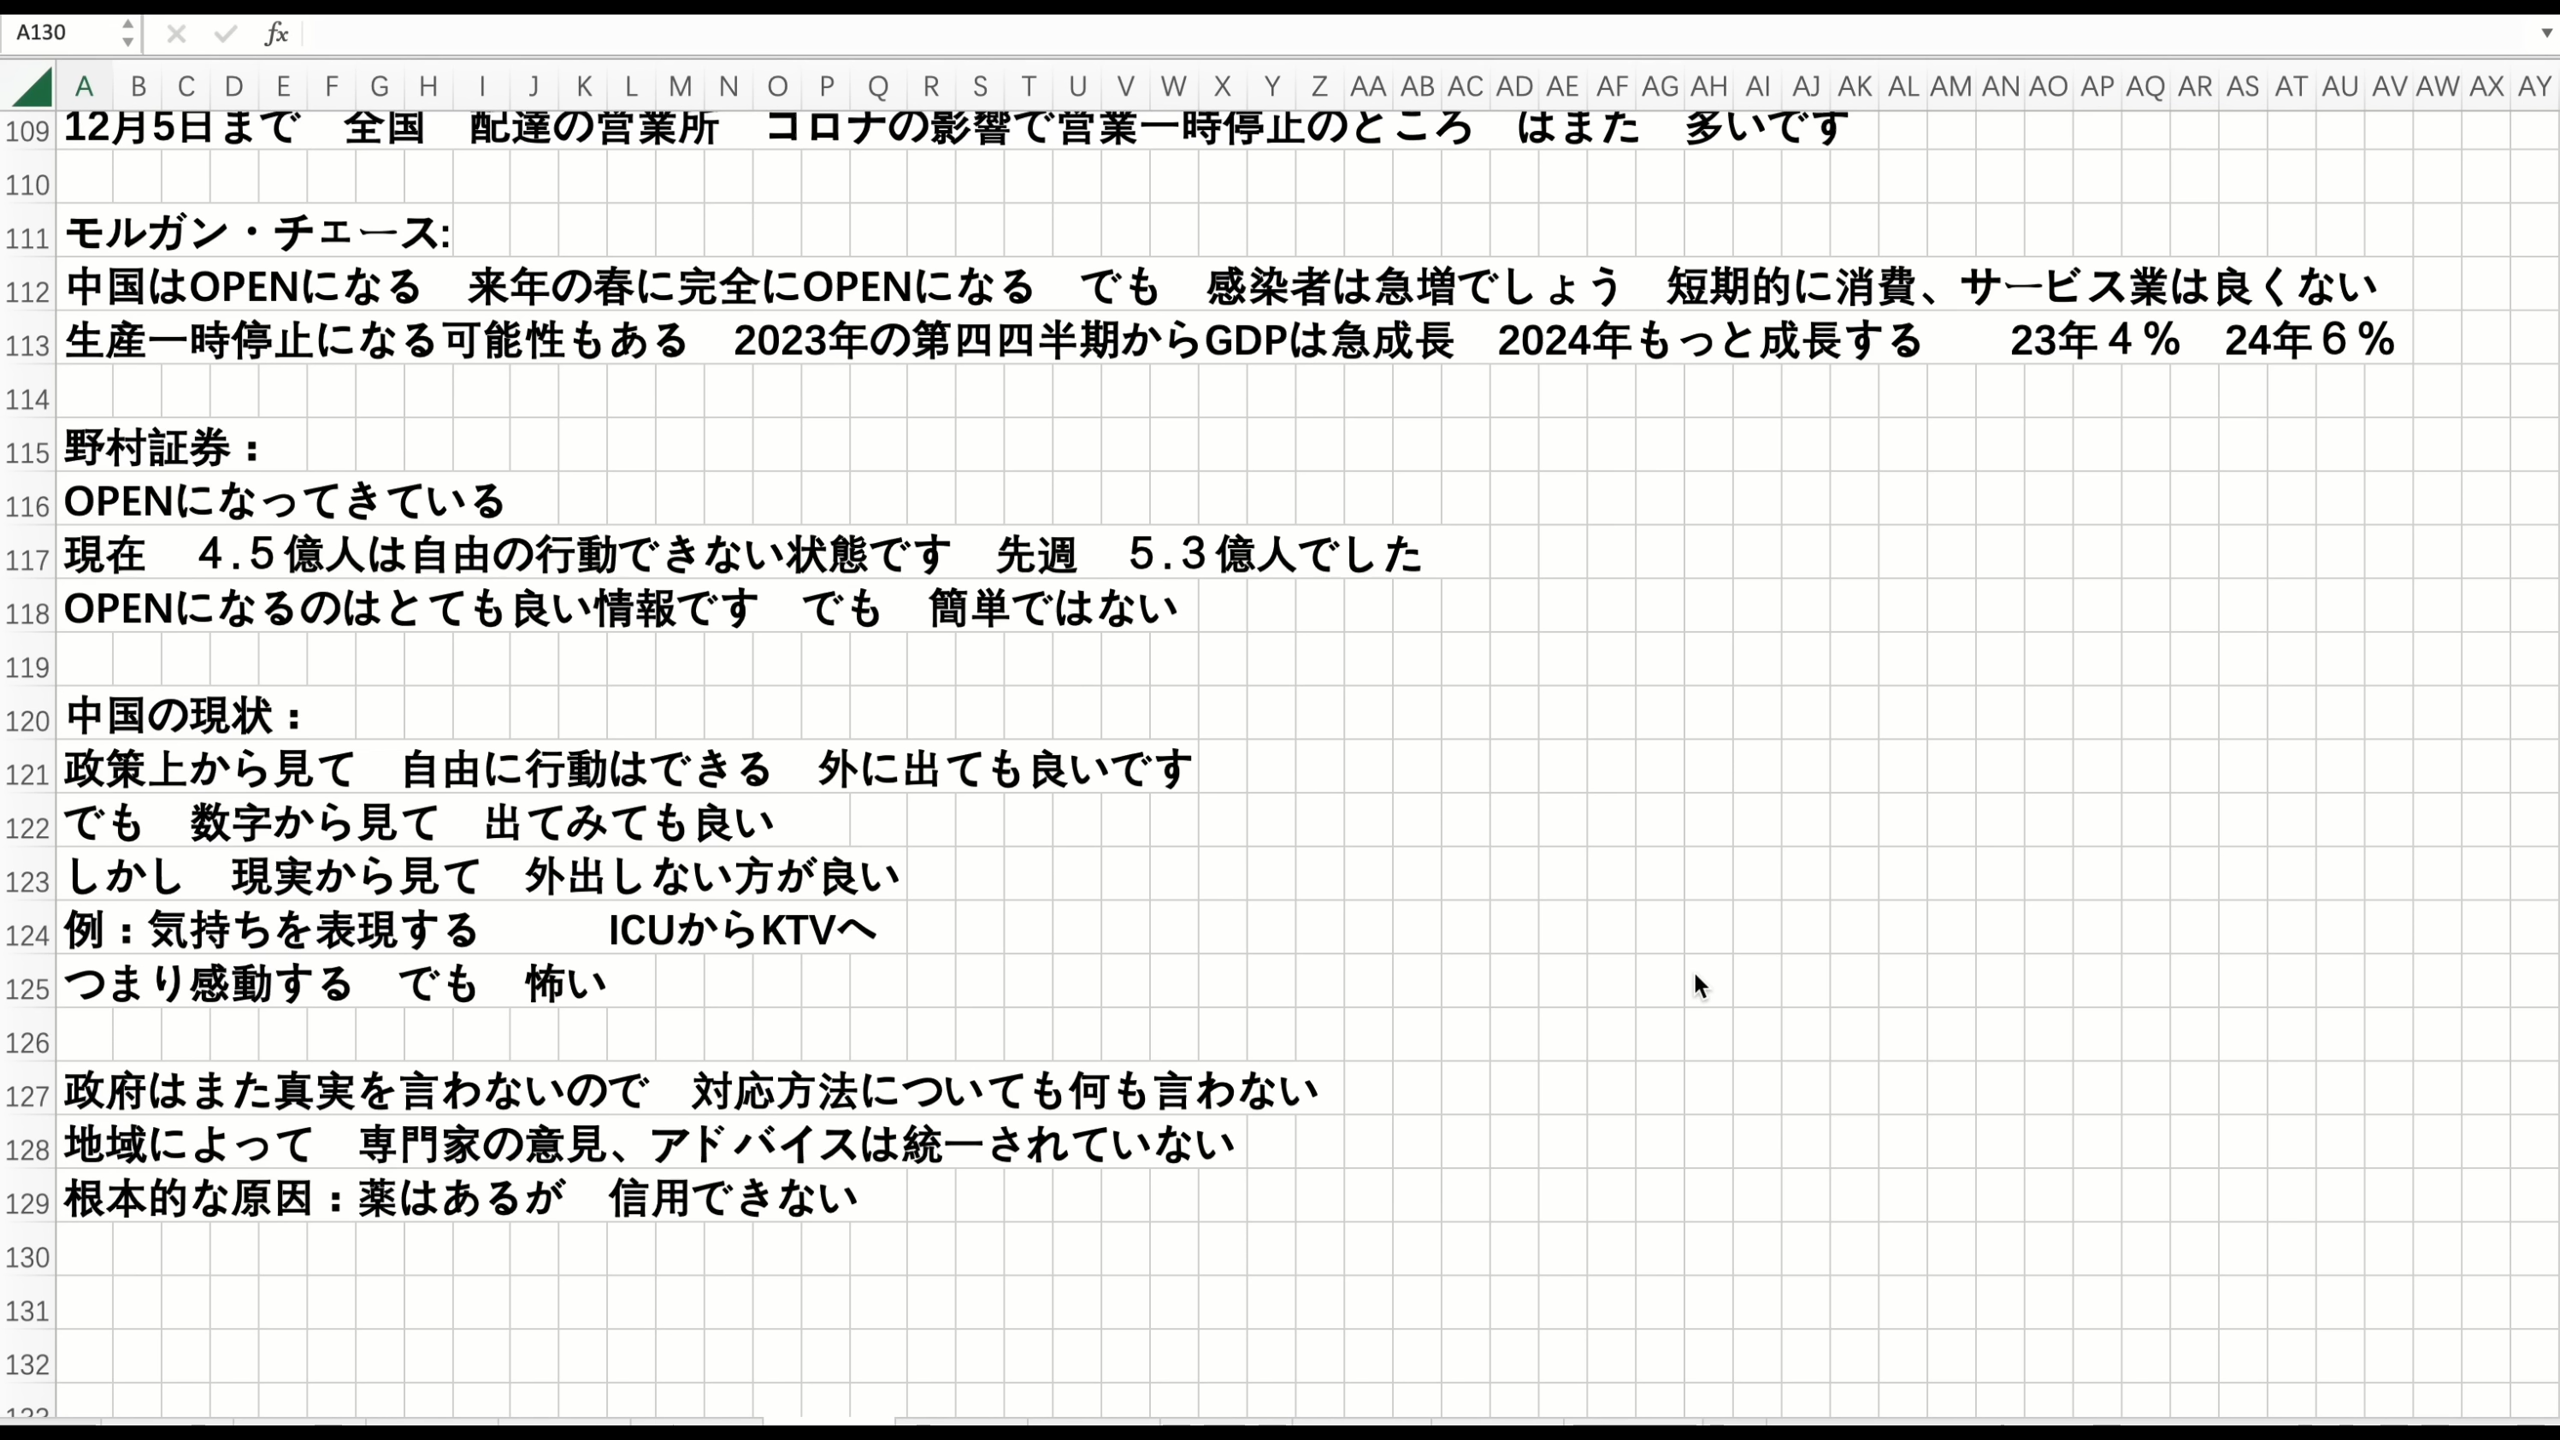 A130 fx
A B C D E F G H I J K L M N O P Q R S T U V W X Y Z AA AB AC AD AE AF AG AH AI AJ AK AL AM AN AO AP AQ AR AS AT AU AV AW AX AY
109 12月5日まで　全国　配達の営業所　コロナの影響で営業一時停止のところ　はまた　多いです
110
111 モルガン・チェース:
112 中国はOPENになる　来年の春に完全にOPENになる　でも　感染者は急増でしょう　短期的に消費、サービス業は良くない
113 生産一時停止になる可能性もある　2023年の第四四半期からGDPは急成長　2024年もっと成長する　　23年４％　24年６％
114
115 野村証券：
116 OPENになってきている
117 現在　４.５億人は自由の行動できない状態です　先週　５.３億人でした
118 OPENになるのはとても良い情報です　でも　簡単ではない
119
120 中国の現状：
121 政策上から見て　自由に行動はできる　外に出ても良いです
122 でも　数字から見て　出てみても良い
123 しかし　現実から見て　外出しない方が良い
124 例：気持ちを表現する　　　ICUからKTVへ
125 つまり感動する　でも　怖い
126
127 政府はまた真実を言わないので　対応方法についても何も言わない
128 地域によって　専門家の意見、アドバイスは統一されていない
129 根本的な原因：薬はあるが　信用できない
130
131
132